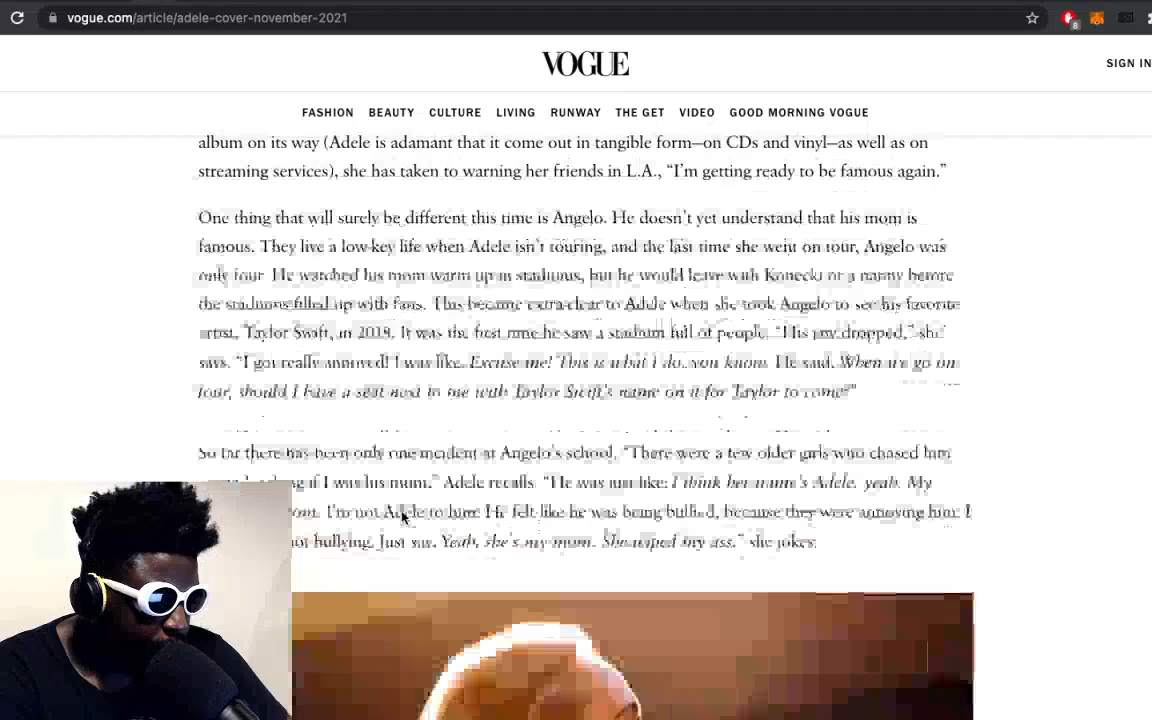 vogue.com/article/adele-cover-november-2021
8
VOGUE
SIGN IN
FASHION BEAUTY CULTURE LIVING RUNWAY THE GET VIDEO GOOD MORNING VOGUE
album on its way (Adele is adamant that it come out in tangible form—on CDs and vinyl—as well as on
streaming services), she has taken to warning her friends in L.A., “I’m getting ready to be famous again.”
One thing that will surely be different this time is Angelo. He doesn’t yet understand that his mom is
famous. They live a low-key life when Adele isn’t touring, and the last time she went on tour, Angelo was
only four. He watched his mom warm up in stadiums, but he would leave with Konecki or a nanny before
the stadiums filled up with fans. This became extra-clear to Adele when she took Angelo to see his favorite
artist, Taylor Swift, in 2018. It was the first time he saw a stadium full of people. “His jaw dropped,” she
says. “I got really annoyed! I was like, Excuse me! This is what I do, you know. He said, When we go on
tour, should I have a seat next to me with Taylor Swift’s name on it for Taylor to come?”
So far there has been only one incident at Angelo’s school. “There were a few older girls who chased him
if I was his mom,” Adele recalls. “He was just like, I think her name’s Adele, yeah. My
I’m not Adele to him! He felt like he was being bullied, because they were annoying him. I
not bullying. Just say, Yeah, she’s my mom. She wiped my ass,” she jokes.